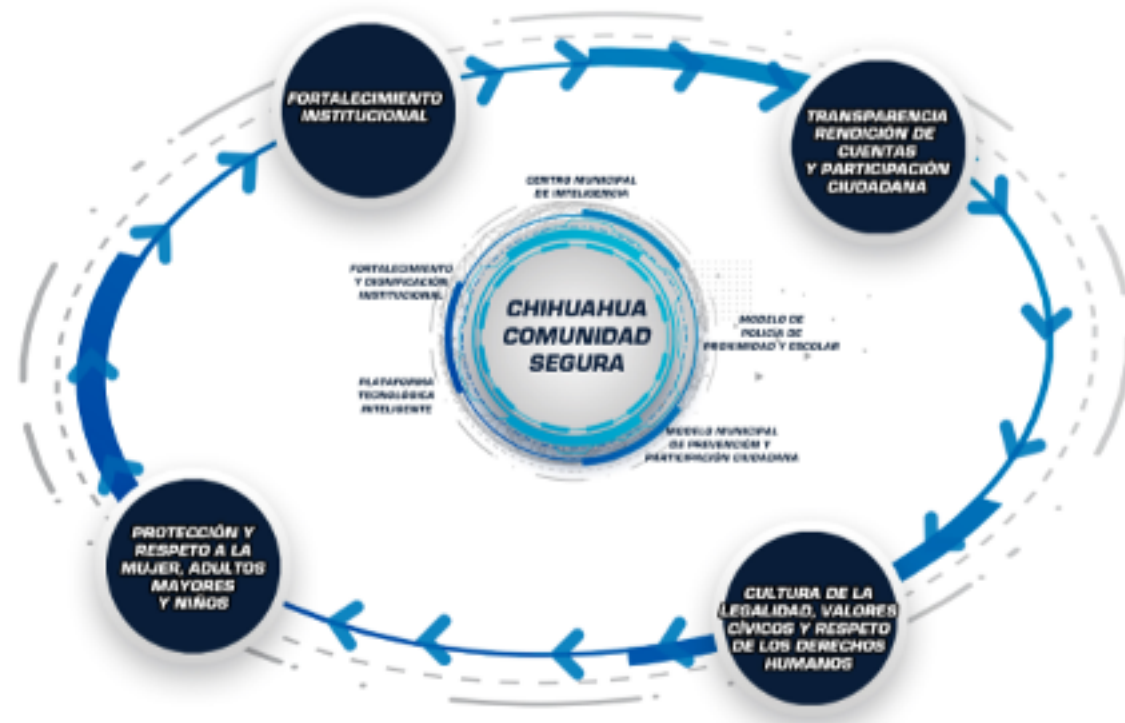 FORTALECIMIENTO
INSTITUCIONAL
TRANSPARENCIA
RENDICIÓN DE
CUENTAS
Y PARTICIPACIÓN
CIUDADANA
CENTRO MUNICIPAL
DE INTELIGENCIA
FORTALECIMIENTO
Y DIGNIFICACIÓN
INSTITUCIONAL
CHIHUAHUA
COMUNIDAD
SEGURA
MODELO DE
POLICÍA DE
PROXIMIDAD Y ESCOLAR
PLATAFORMA
TECNOLÓGICA
INTELIGENTE
MODELO MUNICIPAL
DE PREVENCIÓN Y
PARTICIPACIÓN CIUDADANA
PROTECCIÓN Y
RESPETO A LA
MUJER, ADULTOS
MAYORES
Y NIÑOS
CULTURA DE LA
LEGALIDAD, VALORES
CÍVICOS Y RESPETO
DE LOS DERECHOS
HUMANOS